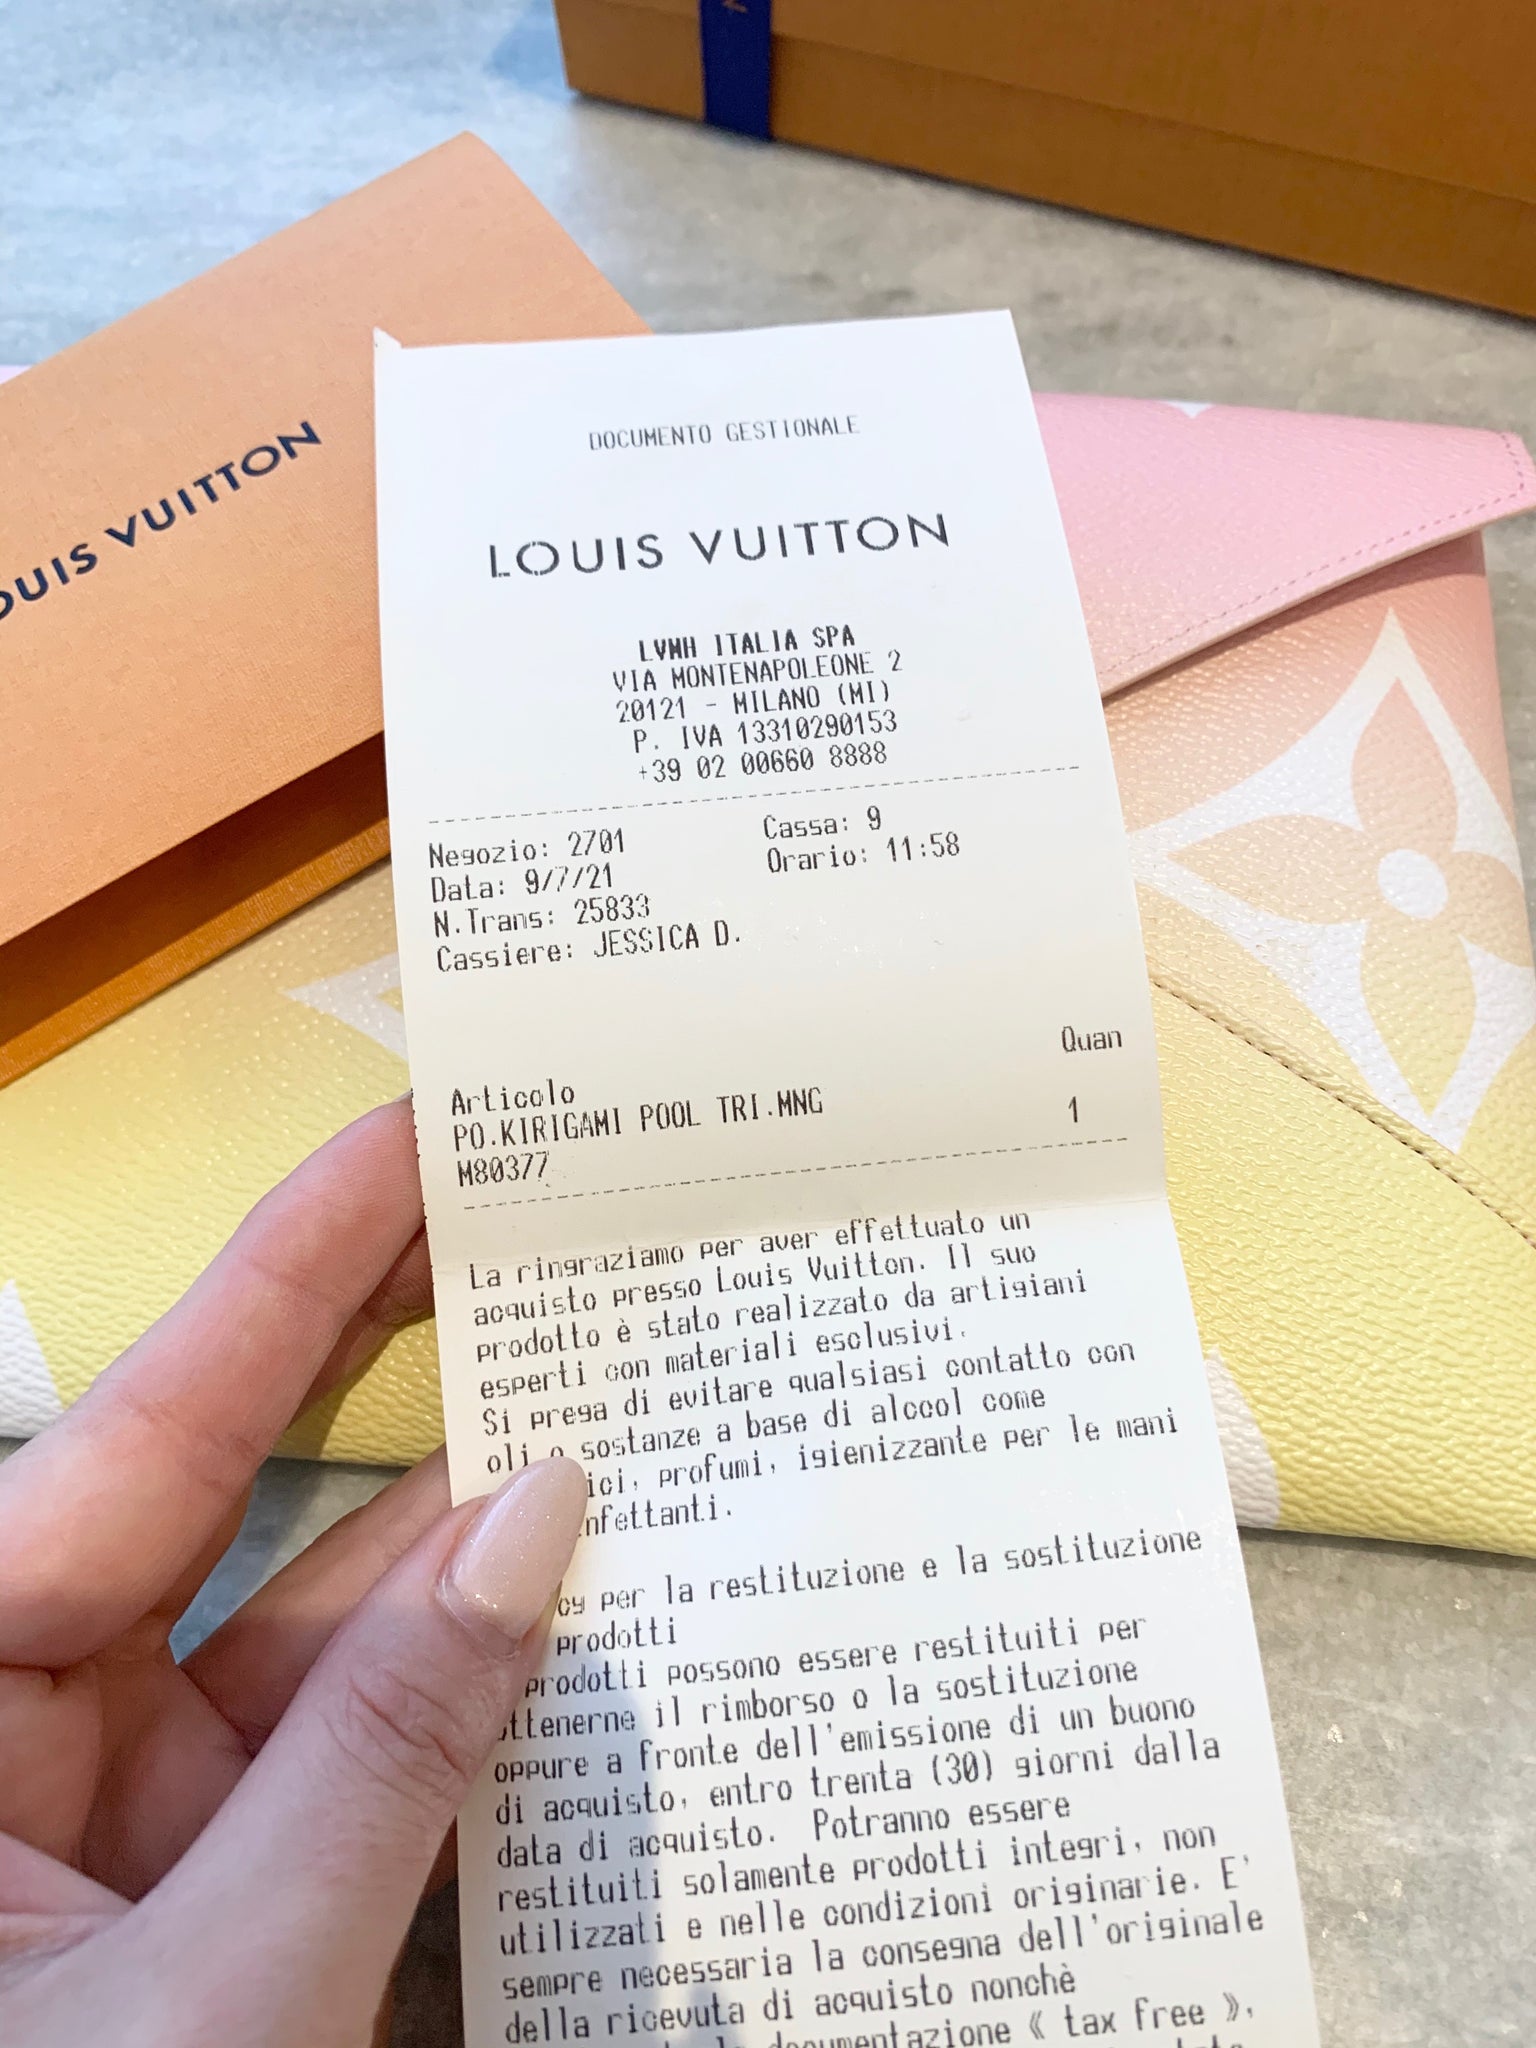 LOUIS VUITTON
DOCUMENTO GESTIONALE
LOUIS VUITTON
LVMH ITALIA SPA
VIA MONTENAPOLEONE 2
20121 - MILANO (MI)
P. IVA 13310290153
+39 02 00660 8888
Negozio: 2701 Cassa: 9
Data: 9/7/21 Orario: 11:58
N.Trans: 25833
Cassiere: JESSICA D.
Articolo Quan
PO.KIRIGAMI POOL TRI.MNG 1
M80377
La ringraziamo per aver effettuato un
acquisto presso Louis Vuitton. Il suo
prodotto è stato realizzato da artigiani
esperti con materiali esclusivi.
Si prega di evitare qualsiasi contatto con
oli o sostanze a base di alcool come
ici, profumi, igienizzante per le mani
nfettanti.
cy per la restituzione e la sostituzione
prodotti
prodotti possono essere restituiti per
ttenerne il rimborso o la sostituzione
oppure a fronte dell'emissione di un buono
di acquisto, entro trenta (30) giorni dalla
data di acquisto. Potranno essere
restituiti solamente prodotti integri, non
utilizzati e nelle condizioni originarie. E'
sempre necessaria la consegna dell'originale
della ricevuta di acquisto nonchè
la documentazione « tax free »,